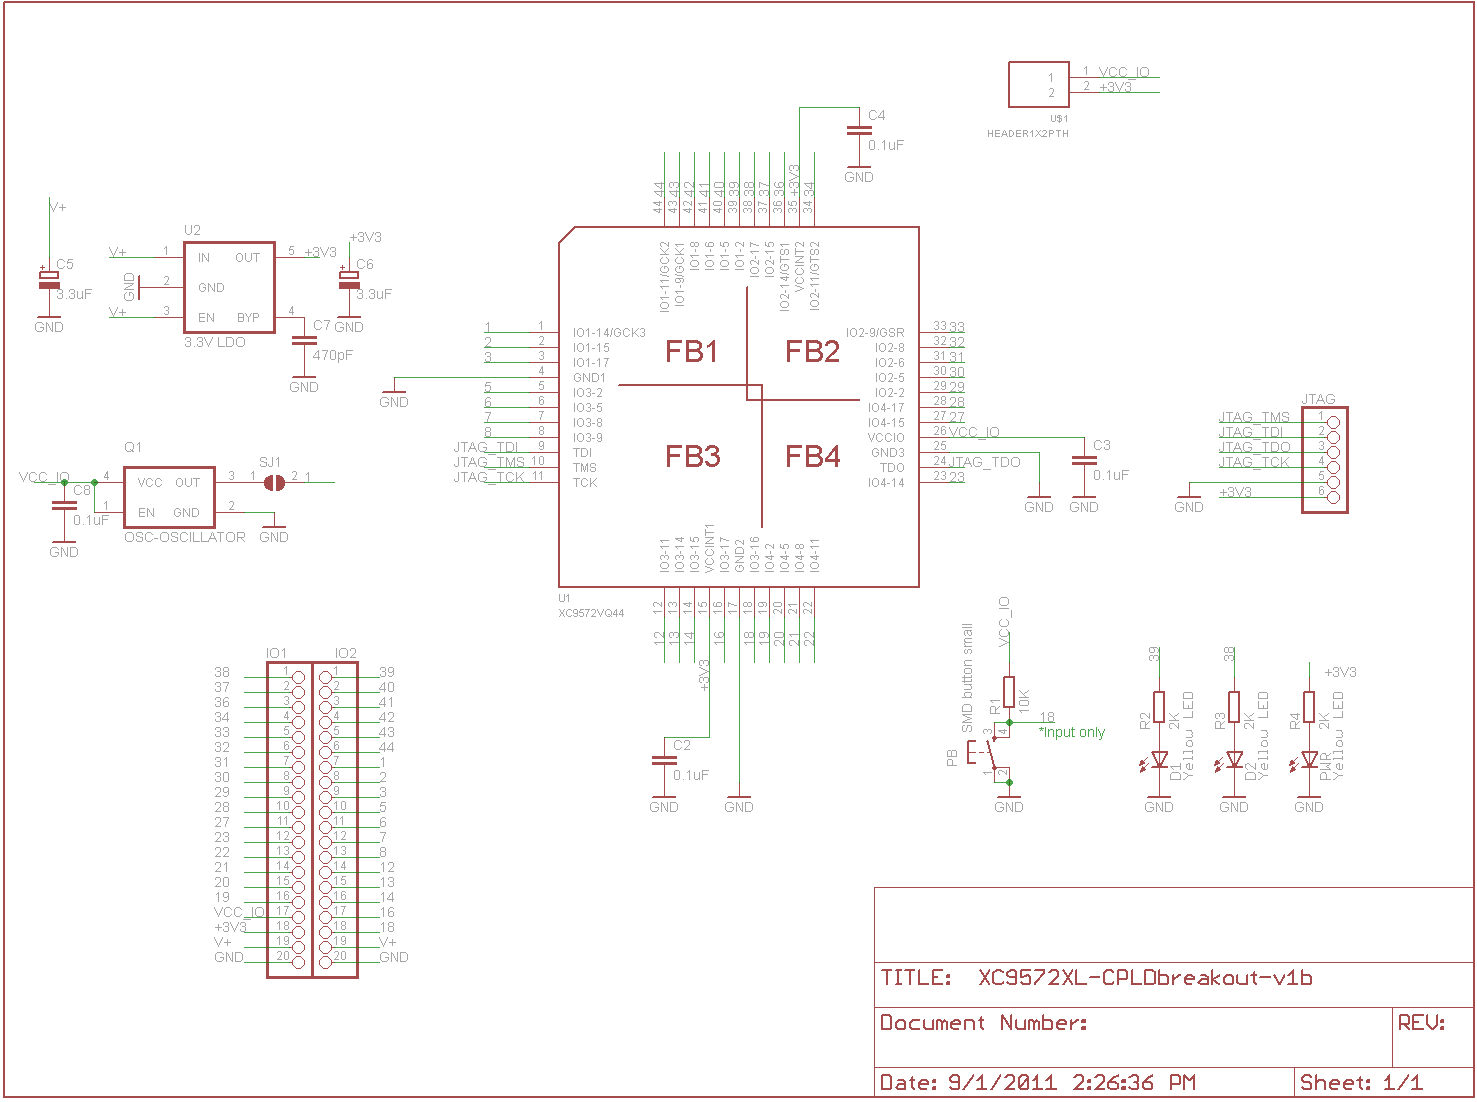 1 1 VCC_IO
2 2 +3V3
U$1
HEADER1X2PTH
C4
0.1uF
GND
44 43 42 41 40 39 38 37 36 +3V3 34
44 43 42 41 40 39 38 37 36 35 34
IO1-11/GCK2
IO1-9/GCK1
IO1-8
IO1-6
IO1-5
IO1-2
IO2-17
IO2-15
IO2-14/GTS1
VCCINT2
IO2-11/GTS2
V+
C5
3.3uF
GND
U2
V+ 1 IN OUT 5 +3V3
GND 2 GND
V+ 3 EN BYP 4
3.3V LDO
+3V3
C6
3.3uF
GND
C7
470pF
GND
1 1 IO1-14/GCK3
2 2 IO1-15
3 3 IO1-17
4 GND1
5 5 IO3-2
6 6 IO3-5
7 7 IO3-8
8 8 IO3-9
JTAG_TDI 9 TDI
JTAG_TMS 10 TMS
JTAG_TCK 11 TCK
GND
FB1 FB2
FB3 FB4
IO2-9/GSR 33 33
IO2-8 32 32
IO2-6 31 31
IO2-5 30 30
IO2-2 29 29
IO4-17 28 28
IO4-15 27 27
VCCIO 26 VCC_IO
GND3 25
TDO 24 JTAG_TDO
IO4-14 23 23
C3
0.1uF
GND GND
JTAG
JTAG_TMS 1
JTAG_TDI 2
JTAG_TDO 3
JTAG_TCK 4
5
+3V3 6
GND
Q1
VCC_IO 4 VCC OUT 3
1 EN GND 2
OSC-OSCILLATOR
SJ1
1 2 1
C8
0.1uF
GND
GND
IO3-11
IO3-14
IO3-15
VCCINT1
IO3-17
GND2
IO3-16
IO4-2
IO4-5
IO4-8
IO4-11
U1
XC9572VQ44
12 13 14 15 16 17 18 19 20 21 22
12 13 14 +3V3 16 18 19 20 21 22
C2
0.1uF
GND
GND
VCC_IO
SMD button small
R1
10K
18
*Input only
PB
3 4
1 2
GND
39
R2
2K
D1
Yellow LED
GND
38
R3
2K
D2
Yellow LED
GND
+3V3
R4
2K
PWR
Yellow LED
GND
IO1 IO2
38 1 1 39
37 2 2 40
36 3 3 41
34 4 4 42
33 5 5 43
32 6 6 44
31 7 7 1
30 8 8 2
29 9 9 3
28 10 10 5
27 11 11 6
23 12 12 7
22 13 13 8
21 14 14 12
20 15 15 13
19 16 16 14
VCC_IO 17 17 16
+3V3 18 18 18
V+ 19 19 V+
GND 20 20 GND
TITLE: XC9572XL-CPLDbreakout-v1b
Document Number:
REV:
Date: 9/1/2011 2:26:36 PM
Sheet: 1/1